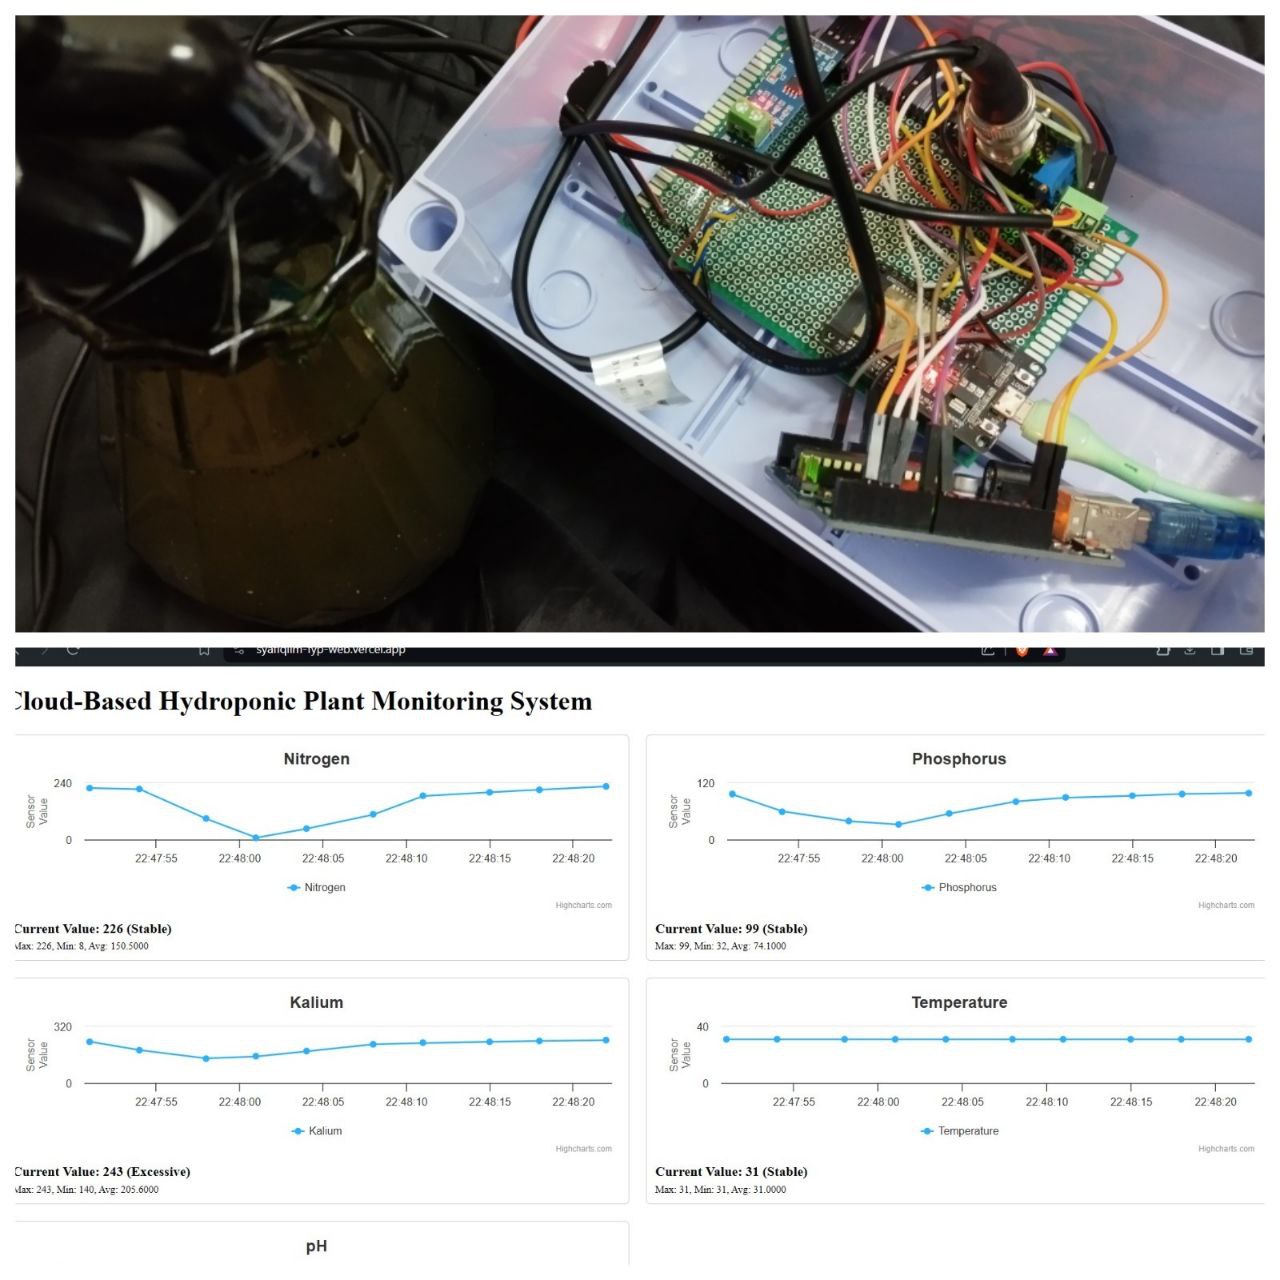 syafiqiim-fyp-web.vercel.app
Cloud-Based Hydroponic Plant Monitoring System
Nitrogen
Phosphorus
240
120
Sensor Value
Sensor Value
0
0
22:47:55 22:48:00 22:48:05 22:48:10 22:48:15 22:48:20
22:47:55 22:48:00 22:48:05 22:48:10 22:48:15 22:48:20
Nitrogen
Phosphorus
Highcharts.com
Highcharts.com
Current Value: 226 (Stable)
Current Value: 99 (Stable)
Max: 226, Min: 8, Avg: 150.5000
Max: 99, Min: 32, Avg: 74.1000
Kalium
Temperature
320
40
Sensor Value
Sensor Value
0
0
22:47:55 22:48:00 22:48:05 22:48:10 22:48:15 22:48:20
22:47:55 22:48:00 22:48:05 22:48:10 22:48:15 22:48:20
Kalium
Temperature
Highcharts.com
Highcharts.com
Current Value: 243 (Excessive)
Current Value: 31 (Stable)
Max: 243, Min: 140, Avg: 205.6000
Max: 31, Min: 31, Avg: 31.0000
pH